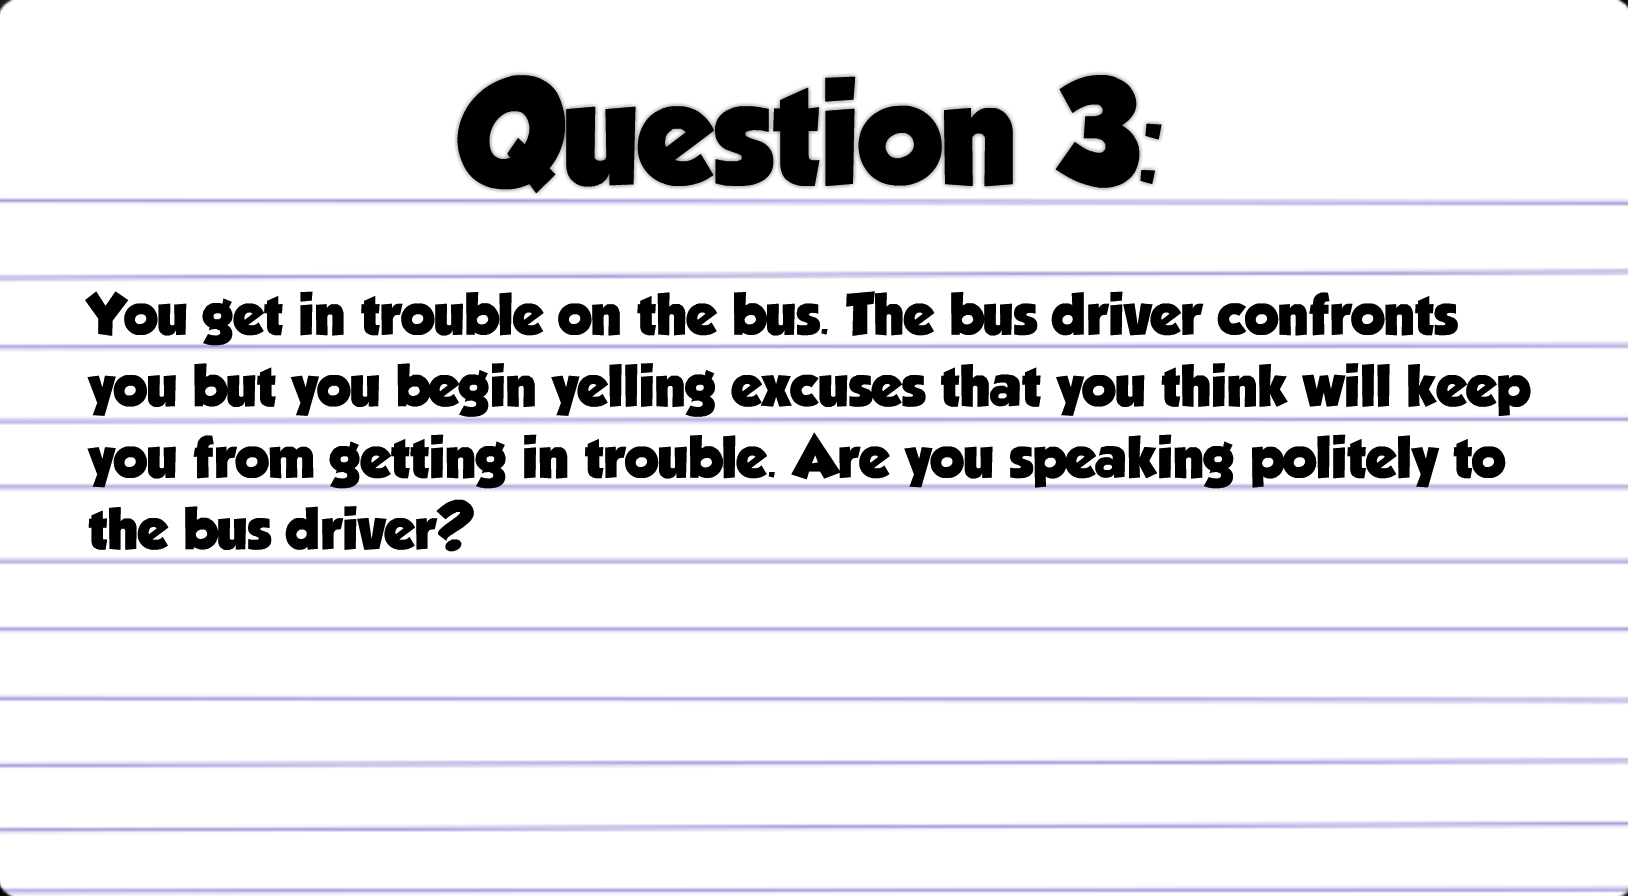 Question 3:
You get in trouble on the bus. The bus driver confronts
you but you begin yelling excuses that you think will keep
you from getting in trouble. Are you speaking politely to
the bus driver?